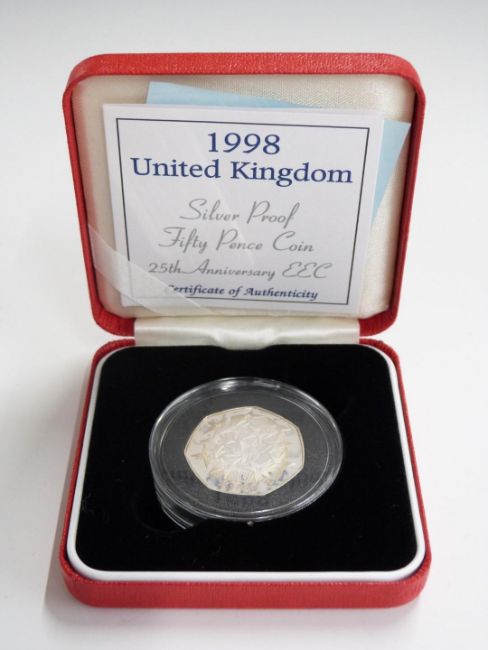 1998
United Kingdom
Silver Proof
Fifty Pence Coin
25th Anniversary EEC
Certificate of Authenticity